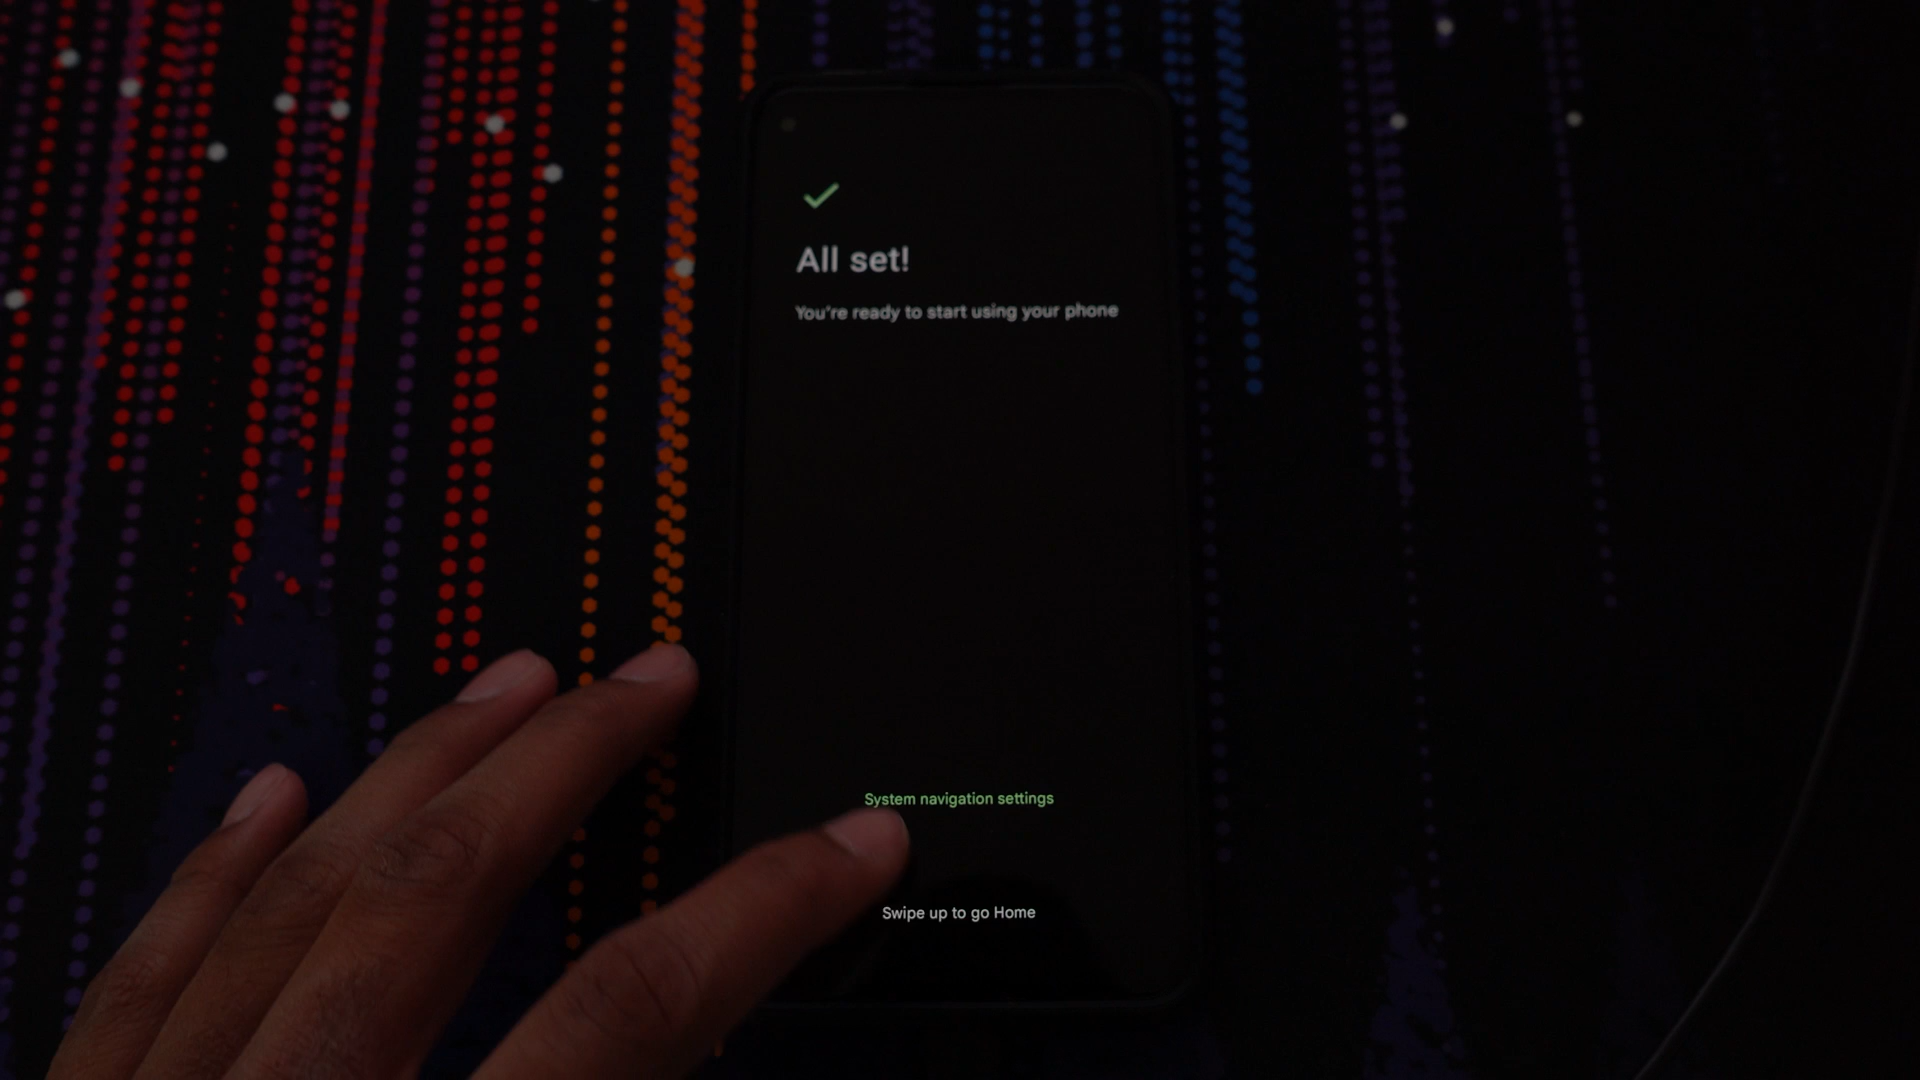 All set!
You're ready to start using your phone
System navigation settings
Swipe up to go Home